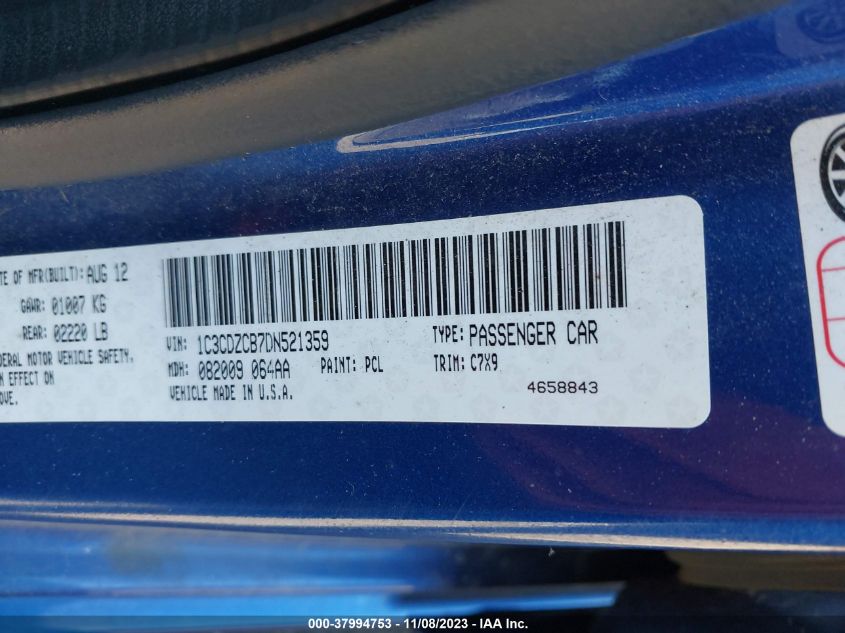 TE OF MFR(BUILT): AUG 12
GAWR: 01007 KG
REAR: 02220 LB
DERAL MOTOR VEHICLE SAFETY.
N EFFECT ON
OVE.
VIN: 1C3CDZCB7DN521359
TYPE: PASSENGER CAR
MDH: 082009 064AA
PAINT: PCL
TRIM: C7X9
VEHICLE MADE IN U.S.A.
4658843
000-37994753 - 11/08/2023 - IAA Inc.